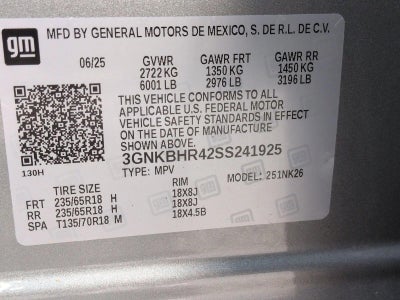 gm
MFD BY GENERAL MOTORS DE MEXICO, S. DE R.L. DE C.V.
06/25 GVWR GAWR FRT GAWR RR
2722 KG 1350 KG 1450 KG
6001 LB 2976 LB 3196 LB
THIS VEHICLE CONFORMS TO ALL
APPLICABLE U.S. FEDERAL MOTOR
VEHICLE SAFETY STANDARDS IN EFFECT
ON THE DATE OF MANUFACTURE
SHOWN ABOVE.
3GNKBHR42SS241925
130H TYPE: MPV MODEL: 251NK26
TIRE SIZE RIM
FRT 235/65R18 H 18X8J
RR 235/65R18 H 18X8J
SPA T135/70R18 M 18X4.5B